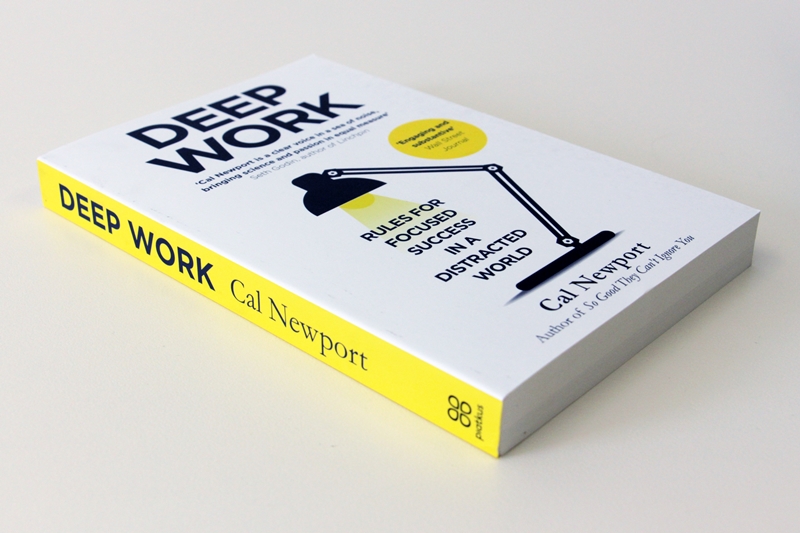 DEEP
WORK
'Cal Newport is a clear voice in a sea of noise,
bringing science and passion in equal measure'
Seth Godin, author of Linchpin
'Engaging and
substantive'
Wall Street
Journal
RULES FOR
FOCUSED
SUCCESS
IN A
DISTRACTED
WORLD
Cal Newport
Author of So Good They Can't Ignore You
DEEP WORK Cal Newport
piatkus